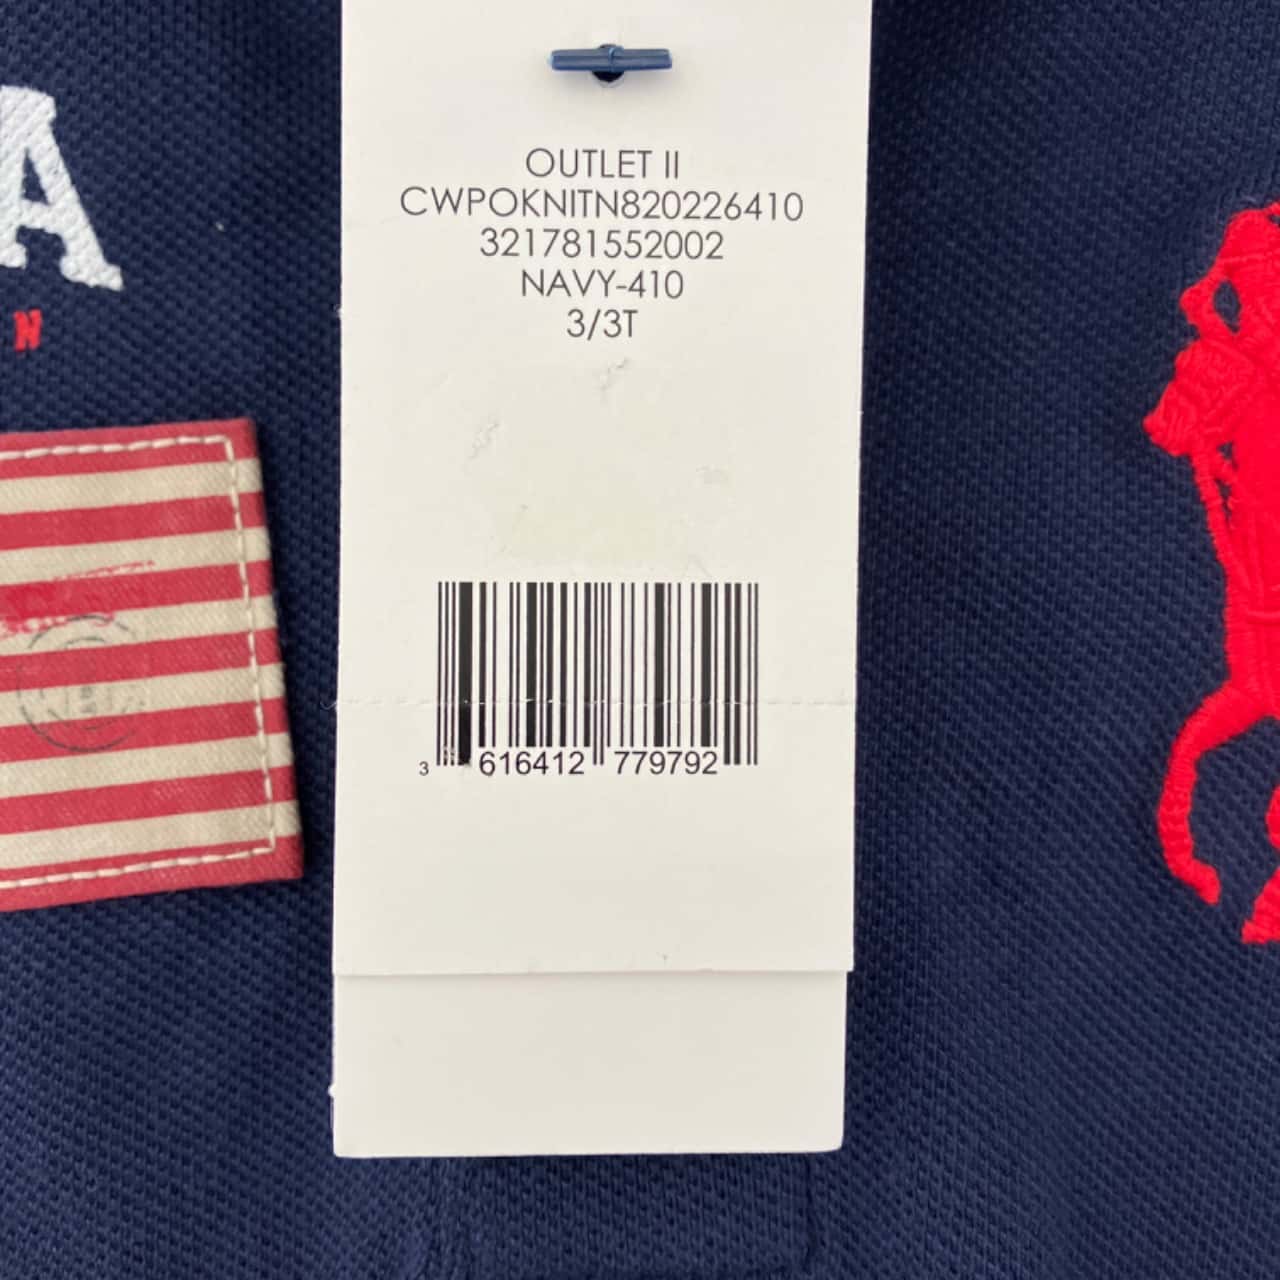 OUTLET II
CWPOKNITN820226410
321781552002
NAVY-410
3/3T
A
N
3 616412 779792